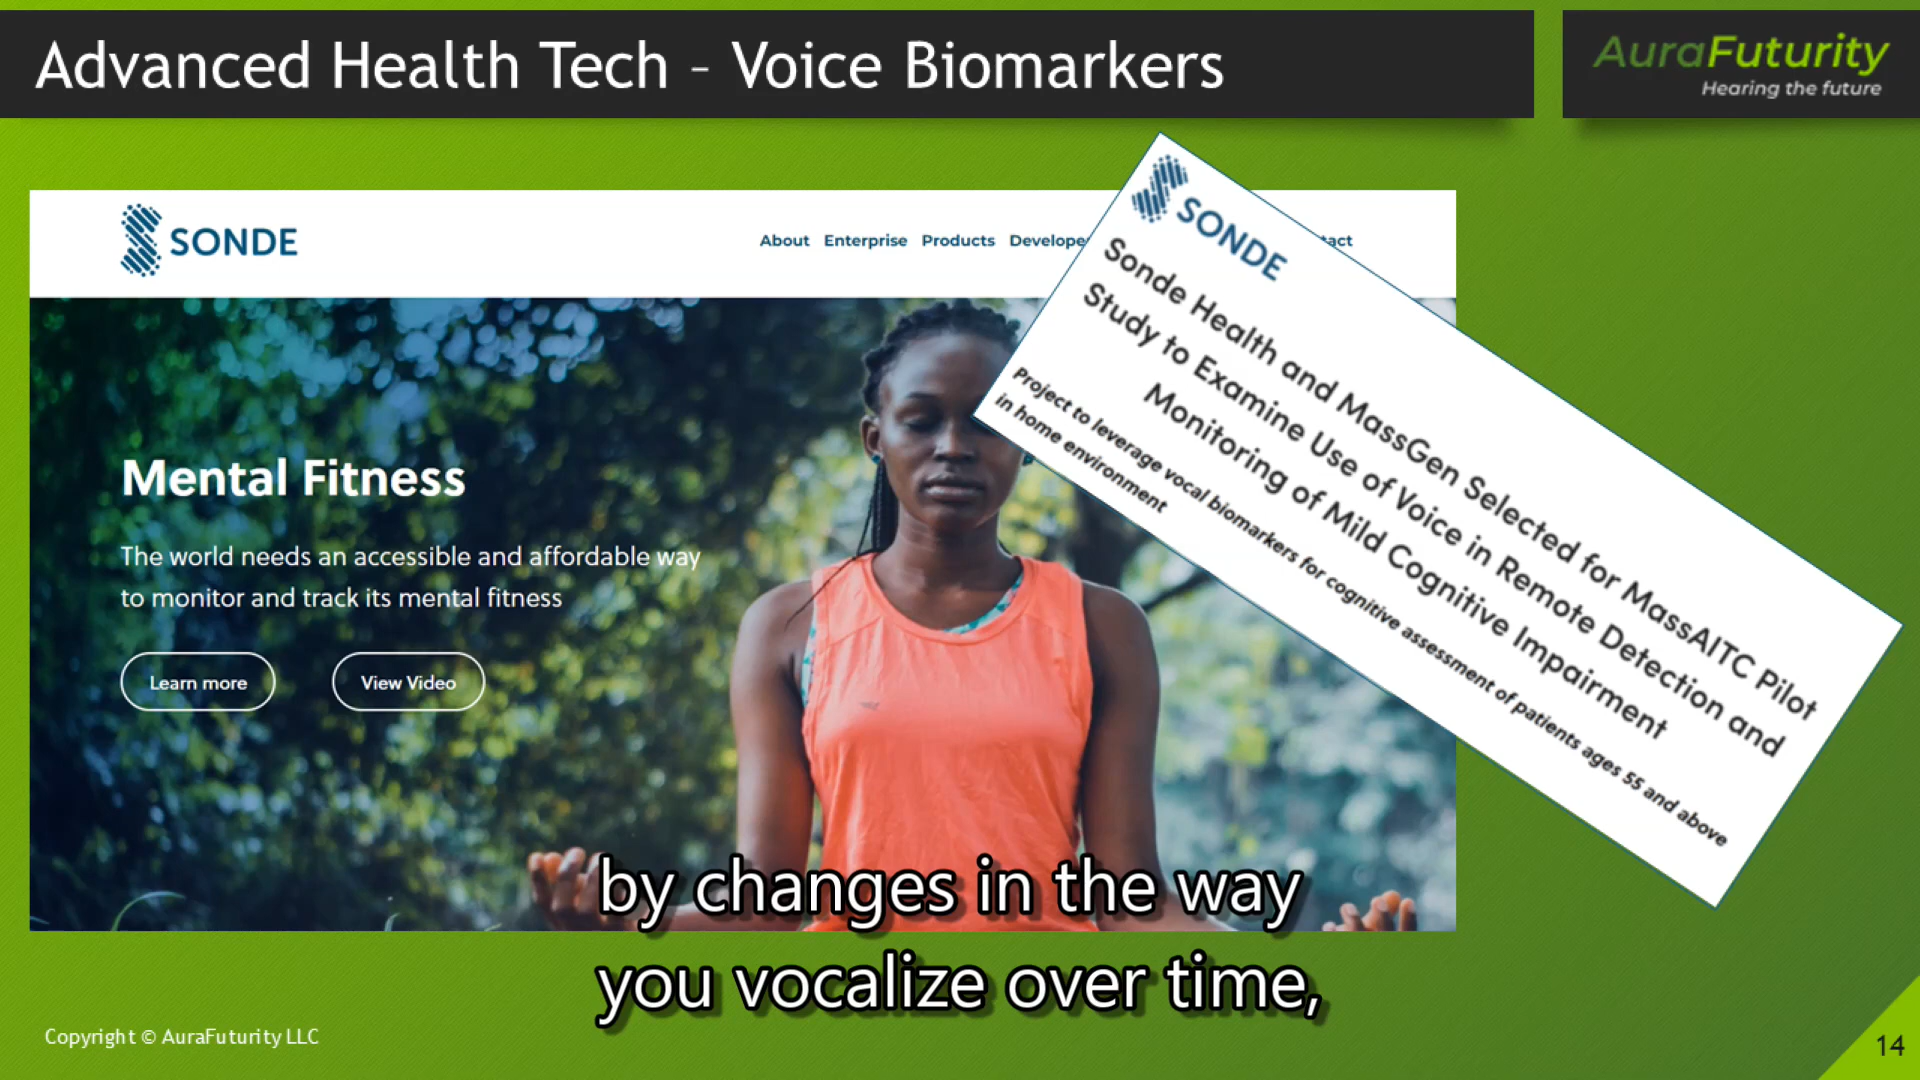 Advanced Health Tech – Voice Biomarkers
AuraFuturity
Hearing the future
SONDE
About Enterprise Products
SONDE
Sonde Health and MassGen Selected for MassAITC Pilot
Study to Examine Use of Voice in Remote Detection and
Monitoring of Mild Cognitive Impairment
Project to leverage vocal biomarkers for cognitive assessment of patients ages 55 and above
in home environment
Mental Fitness
The world needs an accessible and affordable way
to monitor and track its mental fitness
Learn more View Video
by changes in the way
you vocalize over time,
Copyright © AuraFuturity LLC
14